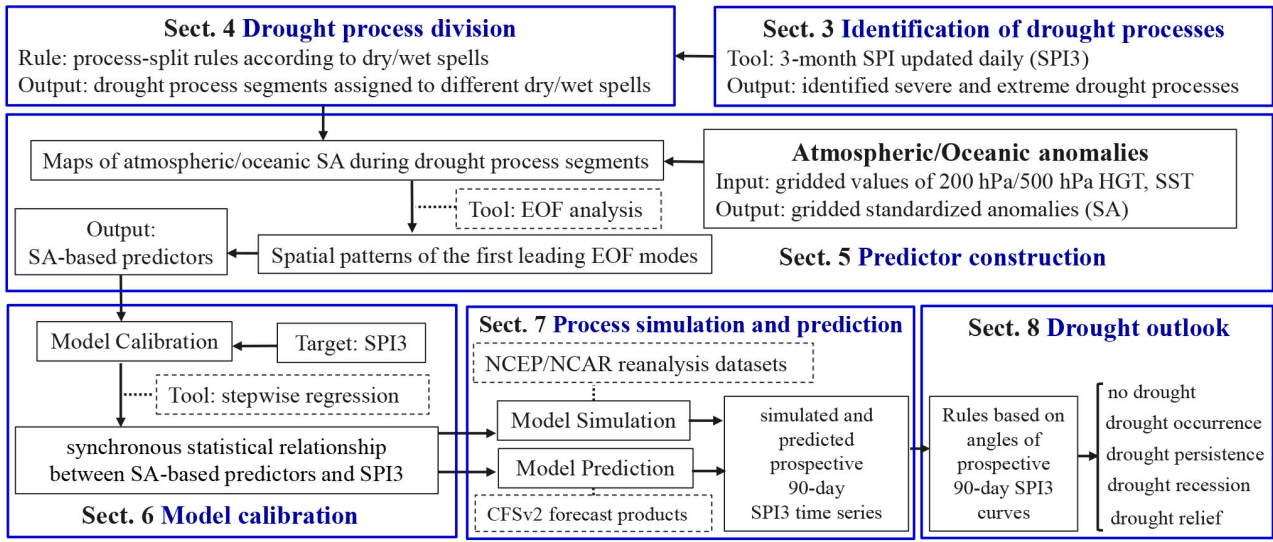 Sect. 4 Drought process division
Rule: process-split rules according to dry/wet spells
Output: drought process segments assigned to different dry/wet spells
Sect. 3 Identification of drought processes
Tool: 3-month SPI updated daily (SPI3)
Output: identified severe and extreme drought processes
Maps of atmospheric/oceanic SA during drought process segments
Atmospheric/Oceanic anomalies
Input: gridded values of 200 hPa/500 hPa HGT, SST
Output: gridded standardized anomalies (SA)
Tool: EOF analysis
Output:
SA-based predictors
Spatial patterns of the first leading EOF modes
Sect. 5 Predictor construction
Model Calibration
Target: SPI3
Tool: stepwise regression
synchronous statistical relationship
between SA-based predictors and SPI3
Sect. 6 Model calibration
Sect. 7 Process simulation and prediction
NCEP/NCAR reanalysis datasets
Model Simulation
Model Prediction
CFSv2 forecast products
simulated and
predicted
prospective
90-day
SPI3 time series
Sect. 8 Drought outlook
Rules based on
angles of
prospective
90-day SPI3
curves
no drought
drought occurrence
drought persistence
drought recession
drought relief